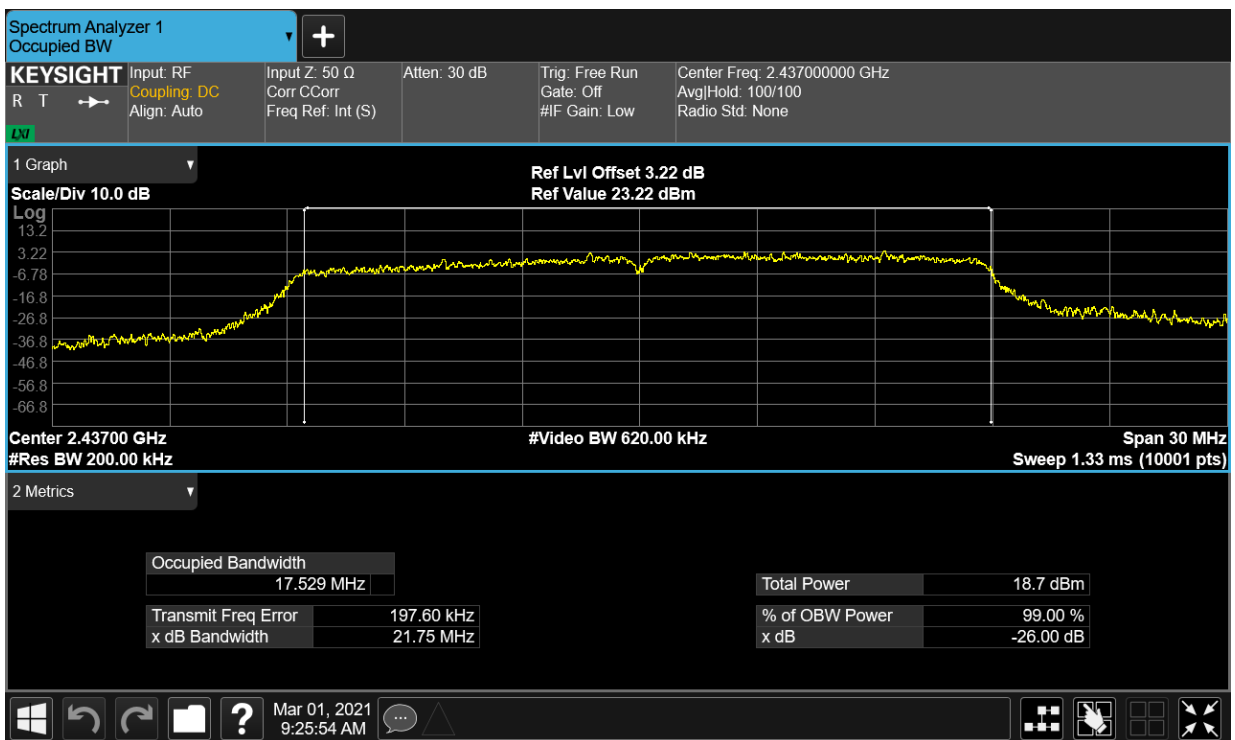 Spectrum Analyzer 1
Occupied BW
KEYSIGHT
R T
LXI
Input: RF
Coupling: DC
Align: Auto
Input Z: 50 Ω
Corr CCorr
Freq Ref: Int (S)
Atten: 30 dB
Trig: Free Run
Gate: Off
#IF Gain: Low
Center Freq: 2.437000000 GHz
Avg|Hold: 100/100
Radio Std: None
1 Graph
Scale/Div 10.0 dB
Ref Lvl Offset 3.22 dB
Ref Value 23.22 dBm
Log
13.2
3.22
-6.78
-16.8
-26.8
-36.8
-46.8
-56.8
-66.8
Center 2.43700 GHz
#Res BW 200.00 kHz
#Video BW 620.00 kHz
Span 30 MHz
Sweep 1.33 ms (10001 pts)
2 Metrics
Occupied Bandwidth
17.529 MHz
Transmit Freq Error 197.60 kHz
x dB Bandwidth 21.75 MHz
Total Power 18.7 dBm
% of OBW Power 99.00 %
x dB -26.00 dB
?
Mar 01, 2021
9:25:54 AM